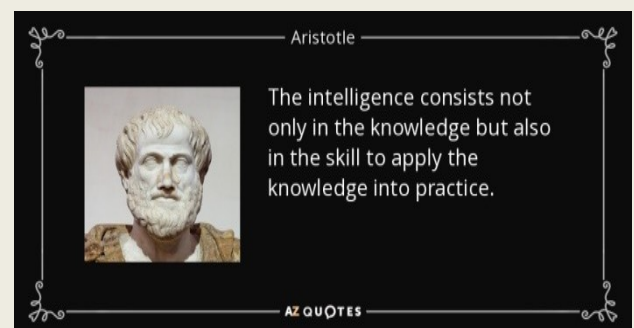 Aristotle
The intelligence consists not
only in the knowledge but also
in the skill to apply the
knowledge into practice.
AZ QUOTES